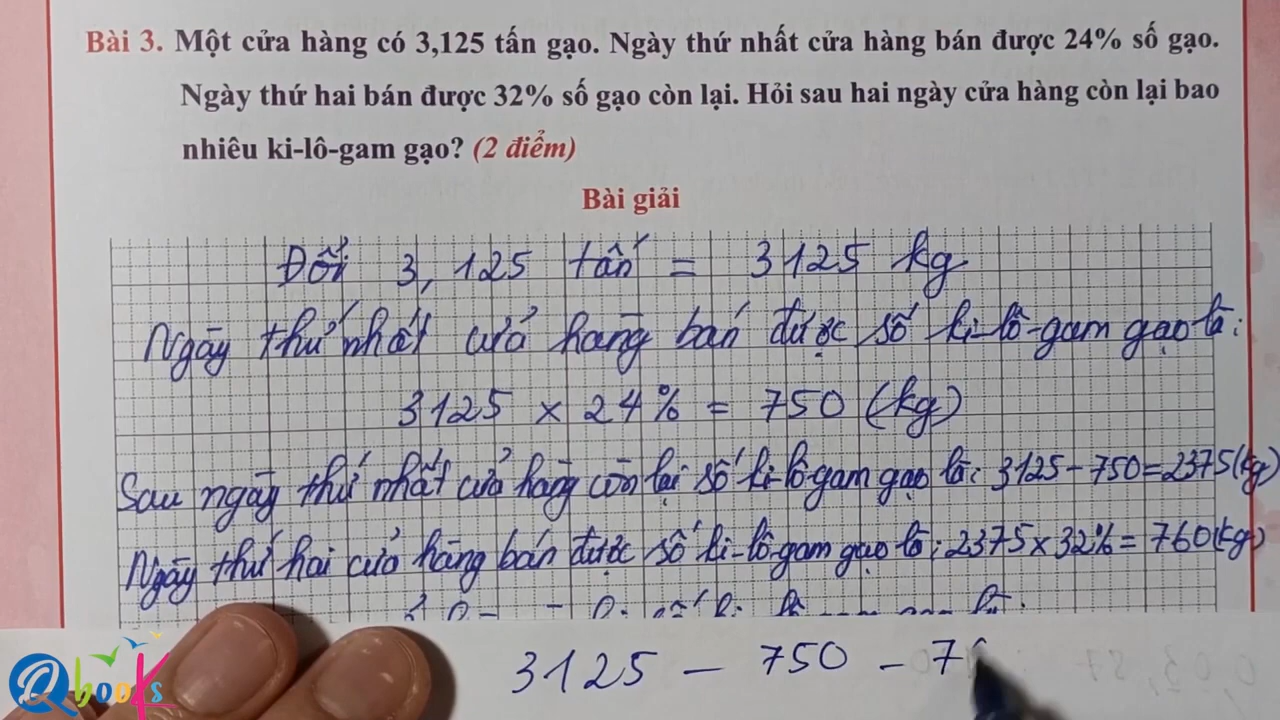 Bài 3. Một cửa hàng có 3,125 tấn gạo. Ngày thứ nhất cửa hàng bán được 24% số gạo.
Ngày thứ hai bán được 32% số gạo còn lại. Hỏi sau hai ngày cửa hàng còn lại bao
nhiêu ki-lô-gam gạo? (2 điểm)
Bài giải
Đổi 3,125 tấn = 3125 kg
Ngày thứ nhất cửa hàng bán được số ki-lô-gam gạo là:
3125 x 24% = 750 (kg)
Sau ngày thứ nhất cửa hàng còn lại số ki-lô-gam gạo là: 3125 - 750 = 2375 (kg)
Ngày thứ hai cửa hàng bán được số ki-lô-gam gạo là: 2375 x 32% = 760 (kg)
3125 - 750 - 7
Qbooks